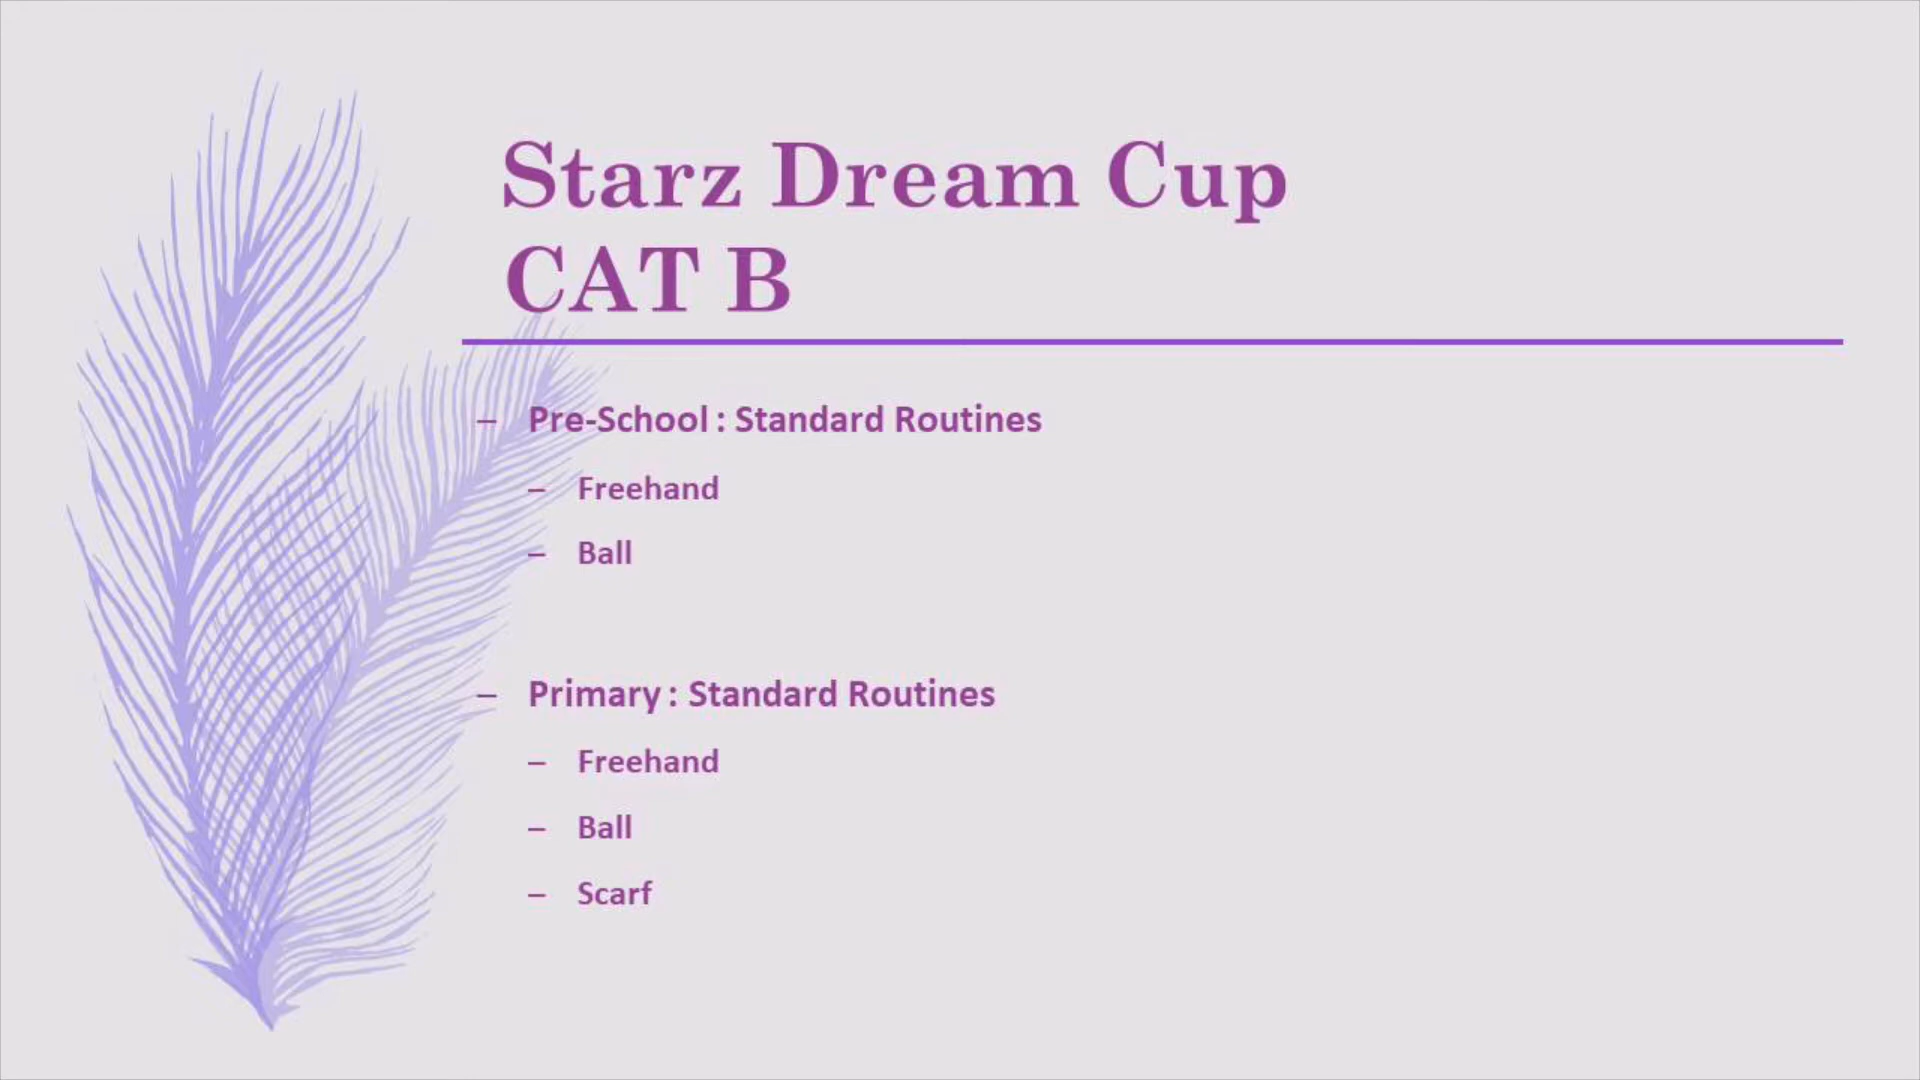 Starz Dream Cup
CAT B
– Pre-School : Standard Routines
– Freehand
– Ball
– Primary : Standard Routines
– Freehand
– Ball
– Scarf